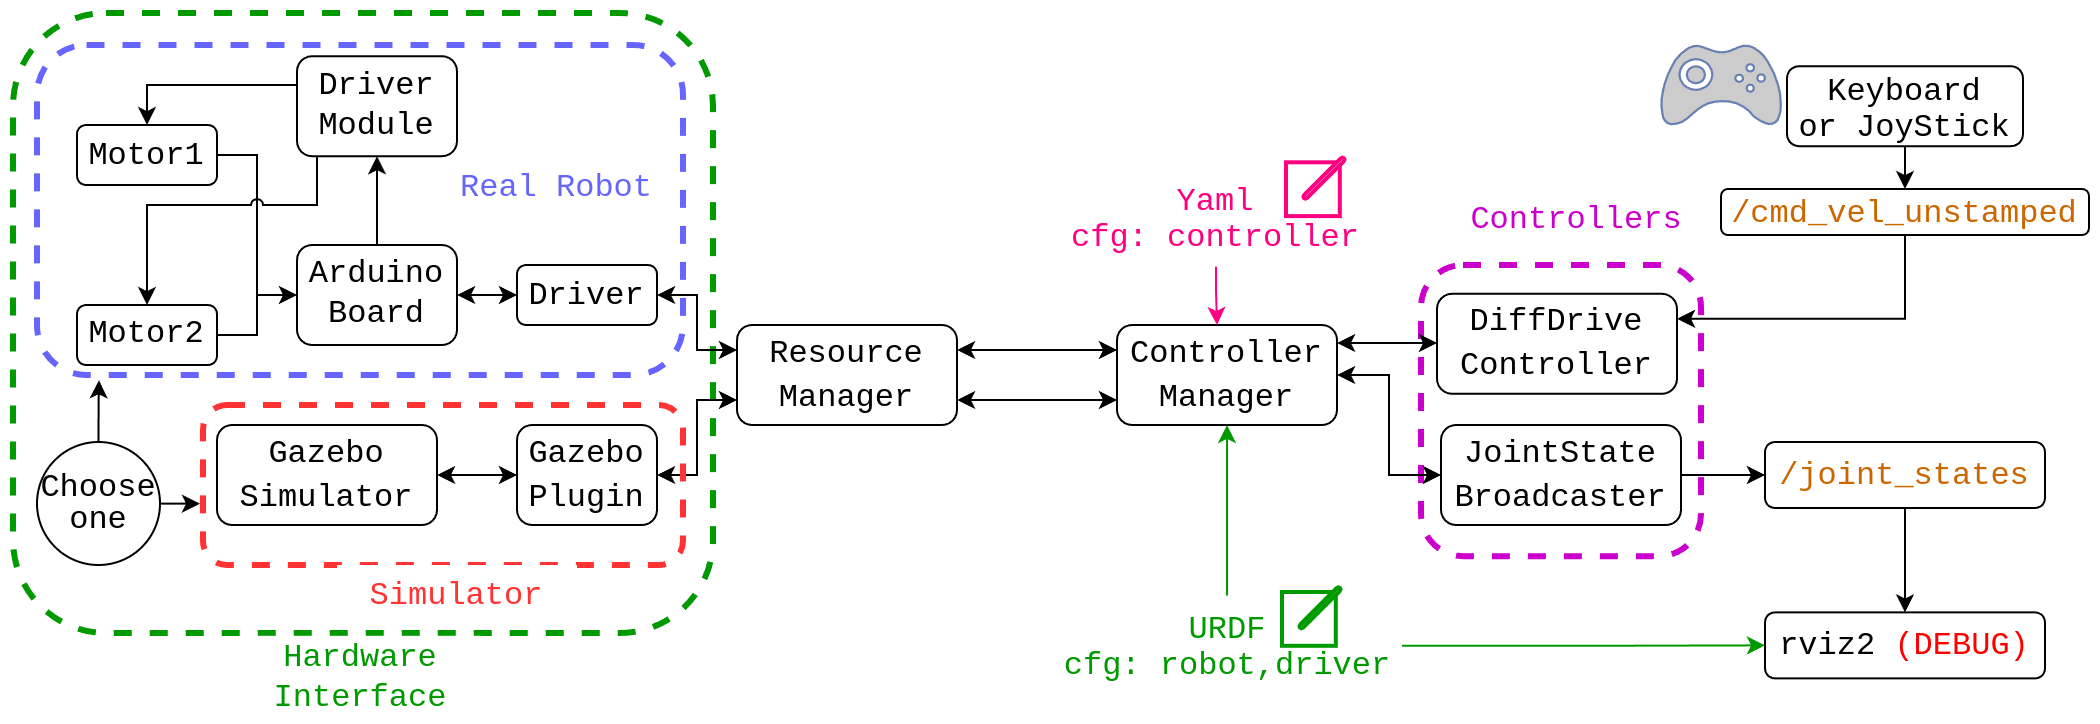 Driver
Module
Motor1
Real Robot
Arduino
Board
Driver
Motor2
Choose
one
Gazebo
Simulator
Gazebo
Plugin
Simulator
Hardware
Interface
Resource
Manager
Yaml
cfg: controller
Controller
Manager
URDF
cfg: robot,driver
Controllers
DiffDrive
Controller
JointState
Broadcaster
Keyboard
or JoyStick
/cmd_vel_unstamped
/joint_states
rviz2 (DEBUG)